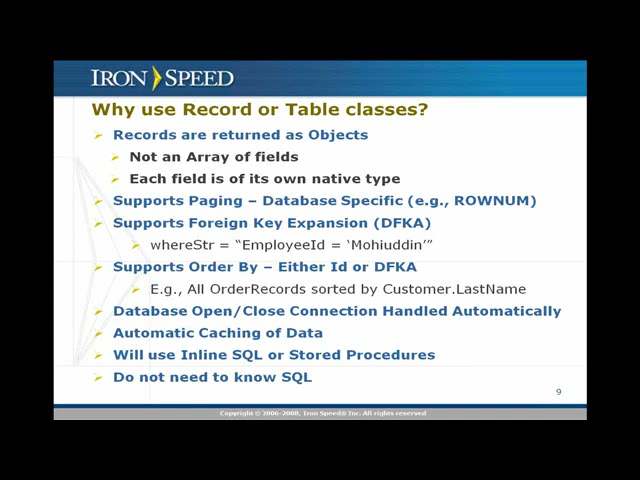 IRON SPEED
Why use Record or Table classes?
Records are returned as Objects
Not an Array of fields
Each field is of its own native type
Supports Paging – Database Specific (e.g., ROWNUM)
Supports Foreign Key Expansion (DFKA)
whereStr = “EmployeeId = ‘Mohiuddin’”
Supports Order By – Either Id or DFKA
E.g., All OrderRecords sorted by Customer.LastName
Database Open/Close Connection Handled Automatically
Automatic Caching of Data
Will use Inline SQL or Stored Procedures
Do not need to know SQL
9
Copyright © 2006-2008. Iron Speed® Inc. All rights reserved